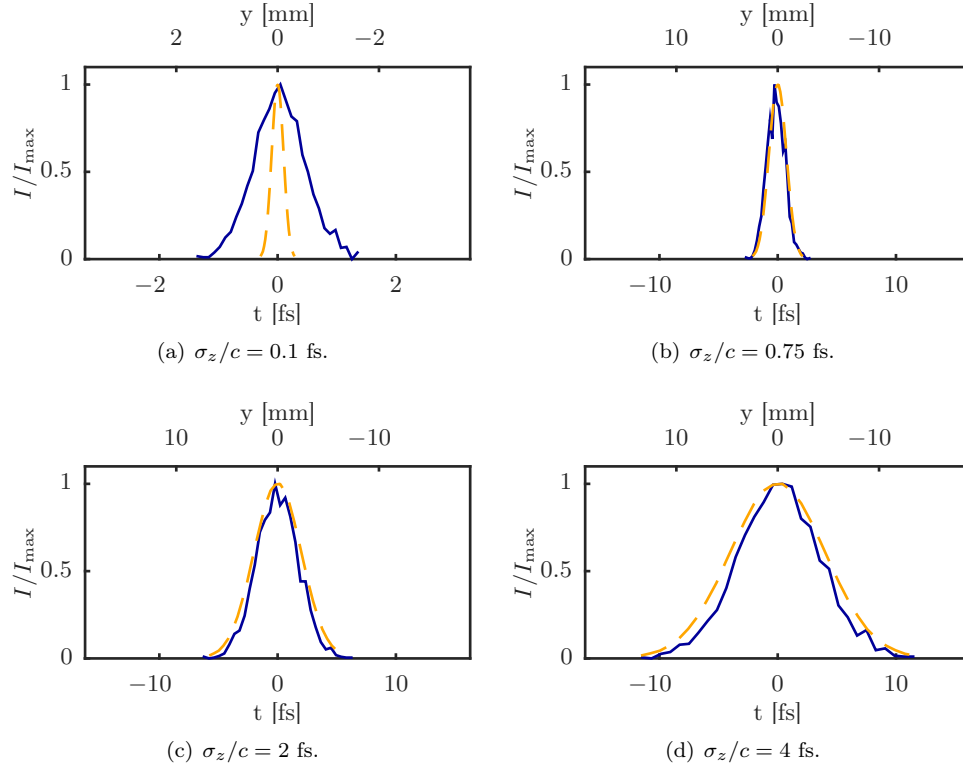 y [mm]
2 0 −2
1
0.5
0
I/I_max
−2 0 2
t [fs]
(a) σ_z/c = 0.1 fs.
y [mm]
10 0 −10
1
0.5
0
I/I_max
−10 0 10
t [fs]
(b) σ_z/c = 0.75 fs.
y [mm]
10 0 −10
1
0.5
0
I/I_max
−10 0 10
t [fs]
(c) σ_z/c = 2 fs.
y [mm]
10 0 −10
1
0.5
0
I/I_max
−10 0 10
t [fs]
(d) σ_z/c = 4 fs.